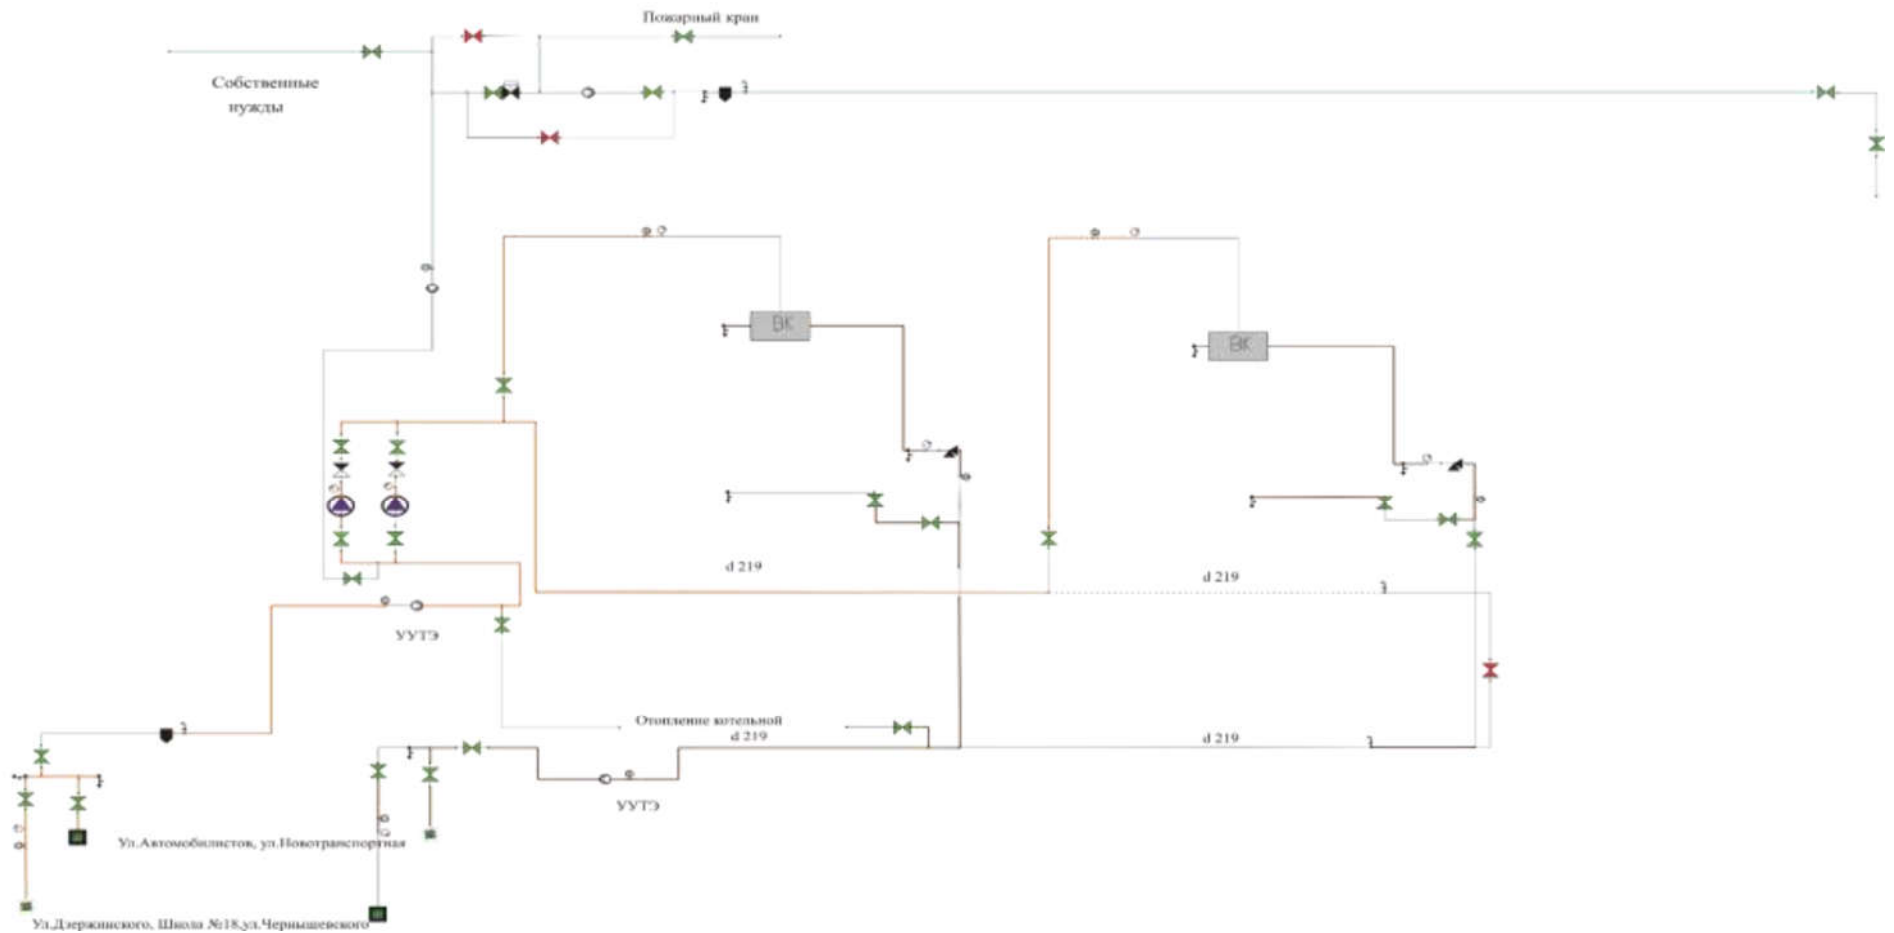 Пожарный кран
Собственные
нужды
ВК
ВК
d 219
d 219
УУТЭ
Отопление котельной
d 219
d 219
УУТЭ
Ул.Автомобилистов, ул.Новотранспортная
Ул.Дзержинского, Школа №18,ул.Чернышевского